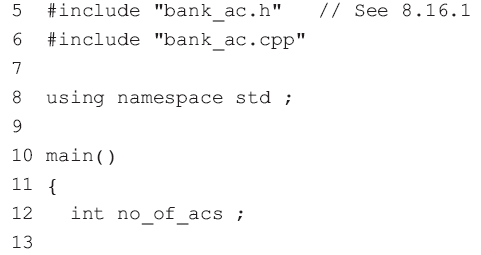 5 #include "bank_ac.h" // See 8.16.1
6 #include "bank_ac.cpp"
7
8 using namespace std ;
9
10 main()
11 {
12 int no_of_acs ;
13